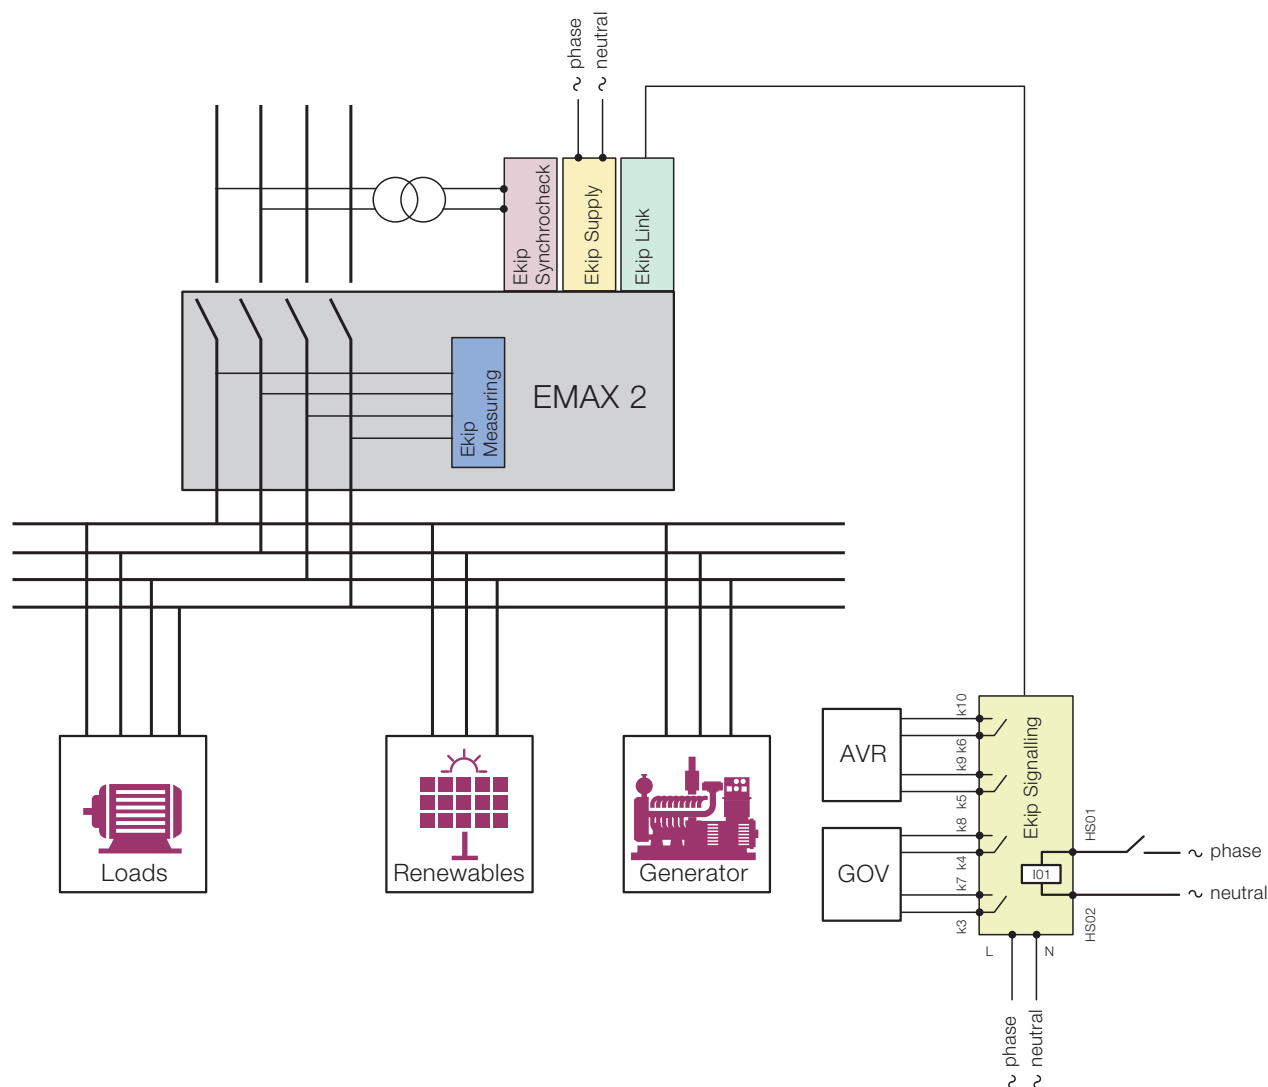 ~ phase
~ neutral
Ekip
Synchrocheck
Ekip Supply
Ekip Link
Ekip
Measuring
EMAX 2
Loads
Renewables
Generator
AVR
GOV
k10
k6
k9
k5
k8
k4
k7
k3
Ekip Signalling
I01
HS01
HS02
~ phase
~ neutral
L
N
~ phase
~ neutral